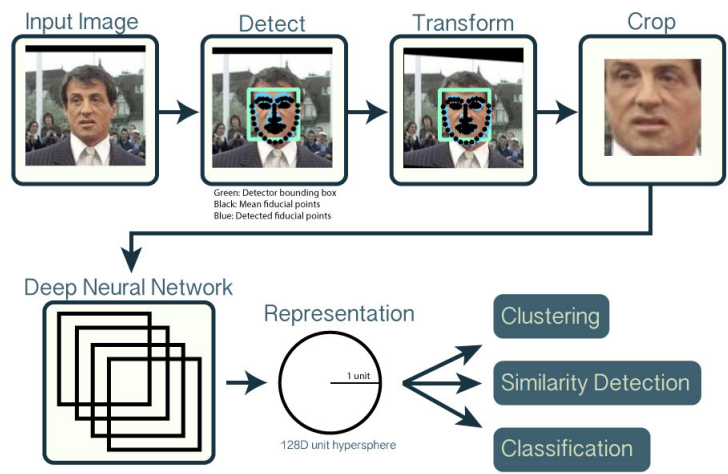 Input Image
Detect
Transform
Crop
Green: Detector bounding box
Black: Mean fiducial points
Blue: Detected fiducial points
Deep Neural Network
Representation
1 unit
128D unit hypersphere
Clustering
Similarity Detection
Classification